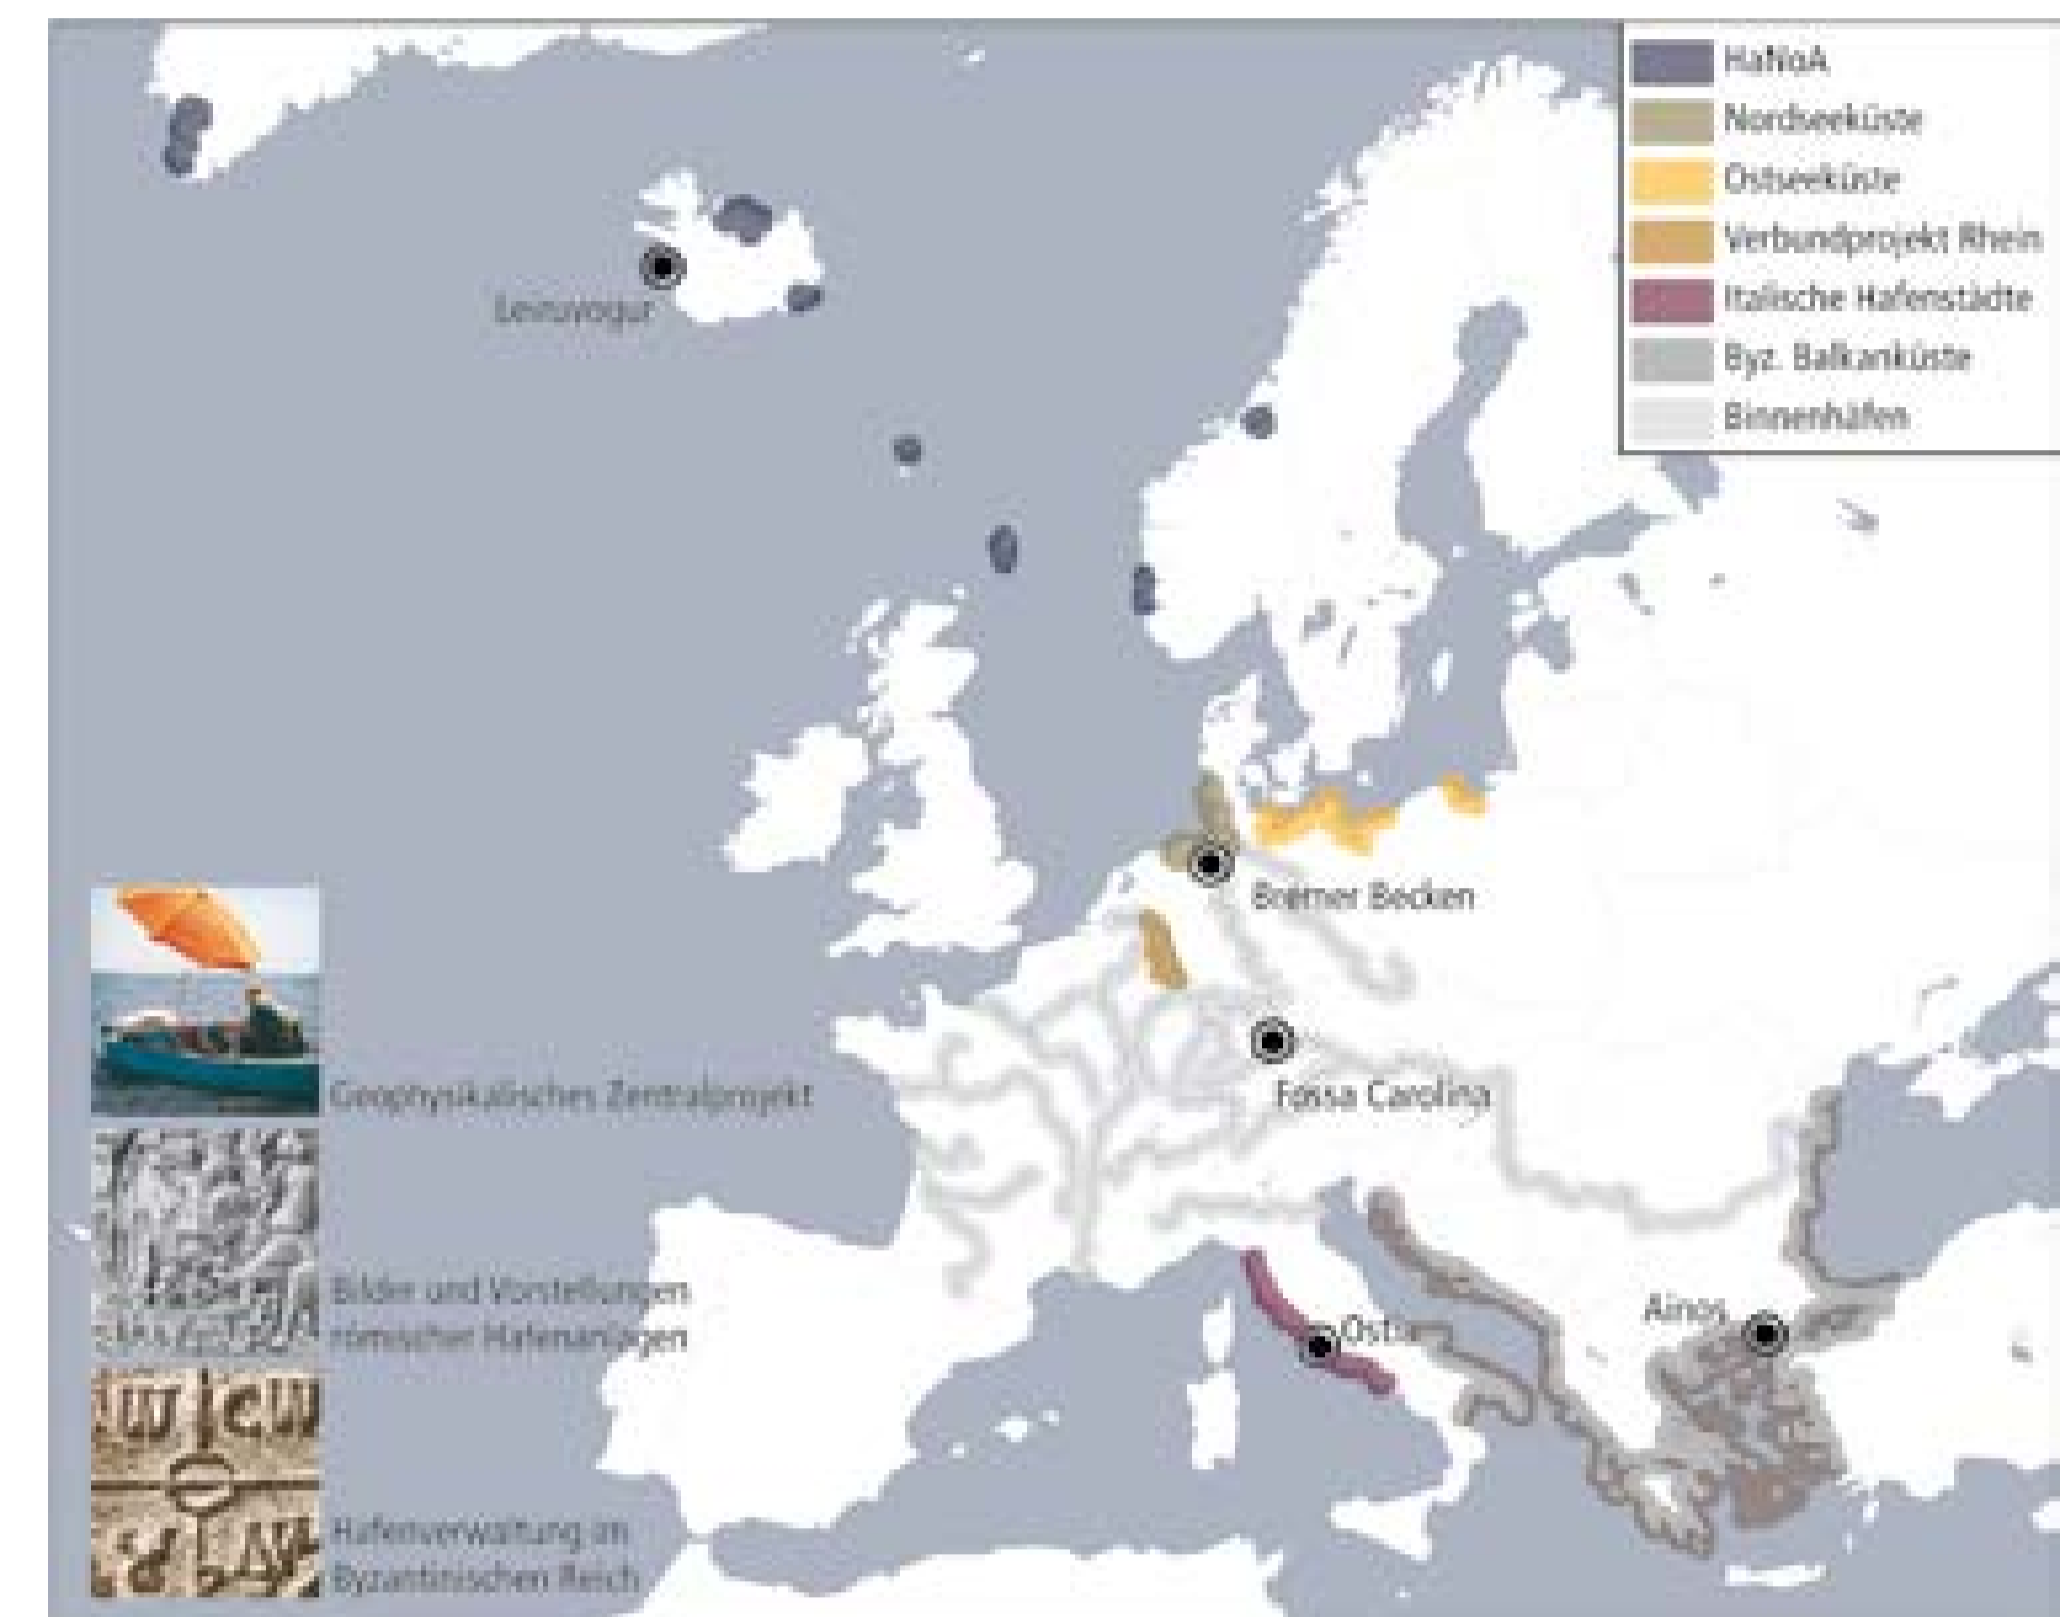 HaNoA
Nordseeküste
Ostseeküste
Verbundprojekt Rhein
Italische Hafenstädte
Byz. Balkanküste
Binnenhäfen
Leiruvogur
Bremer Becken
Fossa Carolina
Geophysikalisches Zentralprojekt
Bilder und Vorstellungen
römischer Hafenanlagen
Ainos
Ostia
Hafenverwaltung im
Byzantinischen Reich